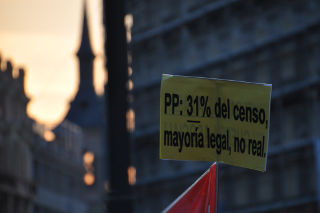 PP: 31% del censo,
mayoría legal, no real.